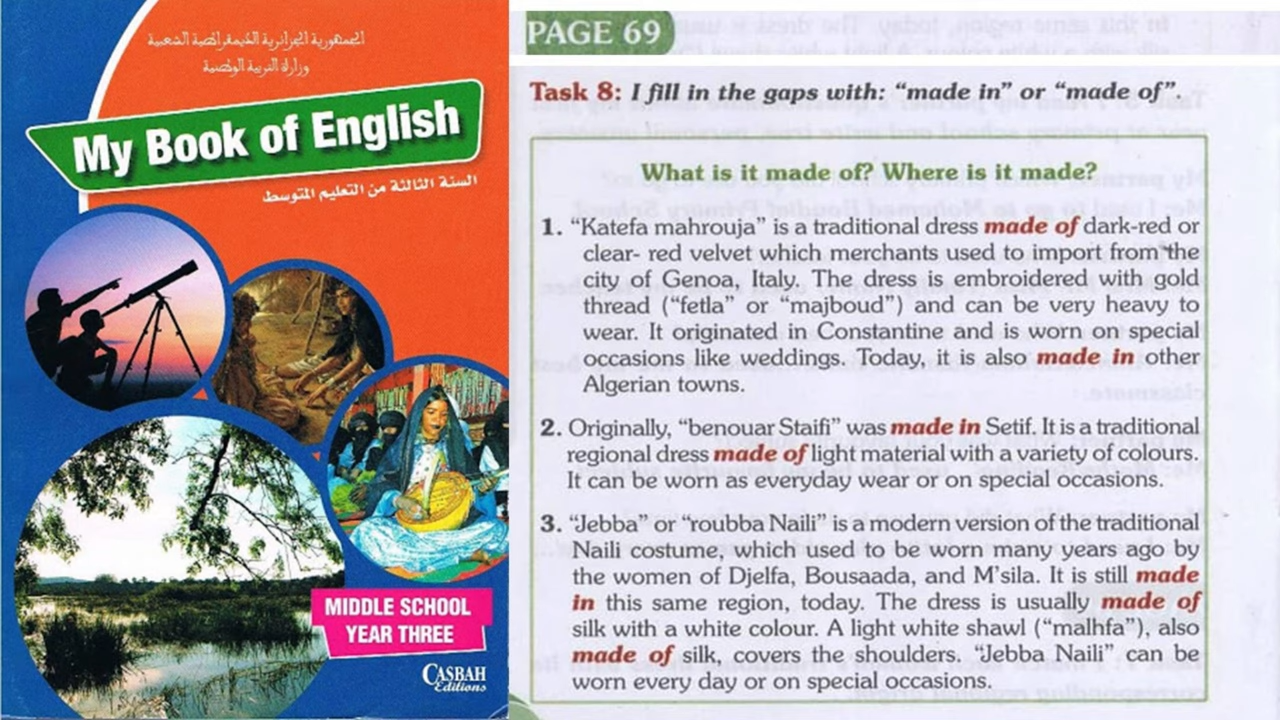 الجمهورية الجزائرية الديمقراطية الشعبية
وزارة التربية الوطنية
My Book of English
السنة الثالثة من التعليم المتوسط
MIDDLE SCHOOL
YEAR THREE
CASBAH
Editions
PAGE 69
Task 8: I fill in the gaps with: “made in” or “made of”.
What is it made of? Where is it made?
1. “Katefa mahrouja” is a traditional dress made of dark-red or
clear- red velvet which merchants used to import from the
city of Genoa, Italy. The dress is embroidered with gold
thread (“fetla” or “majboud”) and can be very heavy to
wear. It originated in Constantine and is worn on special
occasions like weddings. Today, it is also made in other
Algerian towns.
2. Originally, “benouar Staifi” was made in Setif. It is a traditional
regional dress made of light material with a variety of colours.
It can be worn as everyday wear or on special occasions.
3. “Jebba” or “roubba Naili” is a modern version of the traditional
Naili costume, which used to be worn many years ago by
the women of Djelfa, Bousaada, and M’sila. It is still made
in this same region, today. The dress is usually made of
silk with a white colour. A light white shawl (“malhfa”), also
made of silk, covers the shoulders. “Jebba Naili” can be
worn every day or on special occasions.